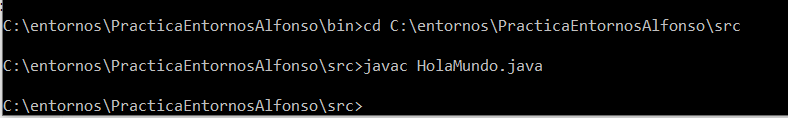 C:\entornos\PracticaEntornosAlfonso\bin>cd C:\entornos\PracticaEntornosAlfonso\src
C:\entornos\PracticaEntornosAlfonso\src>javac HolaMundo.java
C:\entornos\PracticaEntornosAlfonso\src>